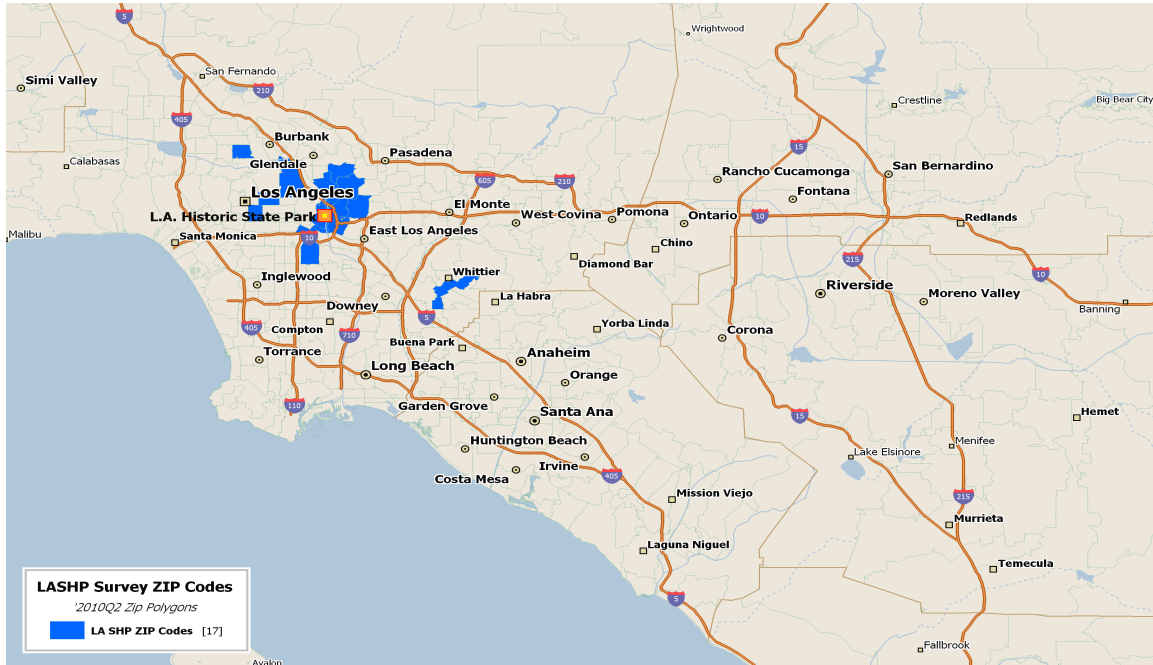 5
Wrightwood
San Fernando
Simi Valley
210
Crestline
Big Bear City
405
15
Burbank
Calabasas
Glendale
Pasadena
San Bernardino
Rancho Cucamonga
605
210
Fontana
Los Angeles
L.A. Historic State Park
El Monte
West Covina
Pomona
Ontario
10
Redlands
Malibu
Santa Monica
10
East Los Angeles
Chino
215
Diamond Bar
10
Inglewood
Whittier
Riverside
Moreno Valley
La Habra
Downey
Banning
5
405
Compton
710
Yorba Linda
Corona
Buena Park
Torrance
Anaheim
Long Beach
Orange
110
Garden Grove
Santa Ana
15
Hemet
Huntington Beach
Menifee
Irvine
Lake Elsinore
Costa Mesa
405
Mission Viejo
215
Murrieta
Laguna Niguel
Temecula
5
Fallbrook
Avalon
LASHP Survey ZIP Codes
'2010Q2 Zip Polygons
LA SHP ZIP Codes [17]